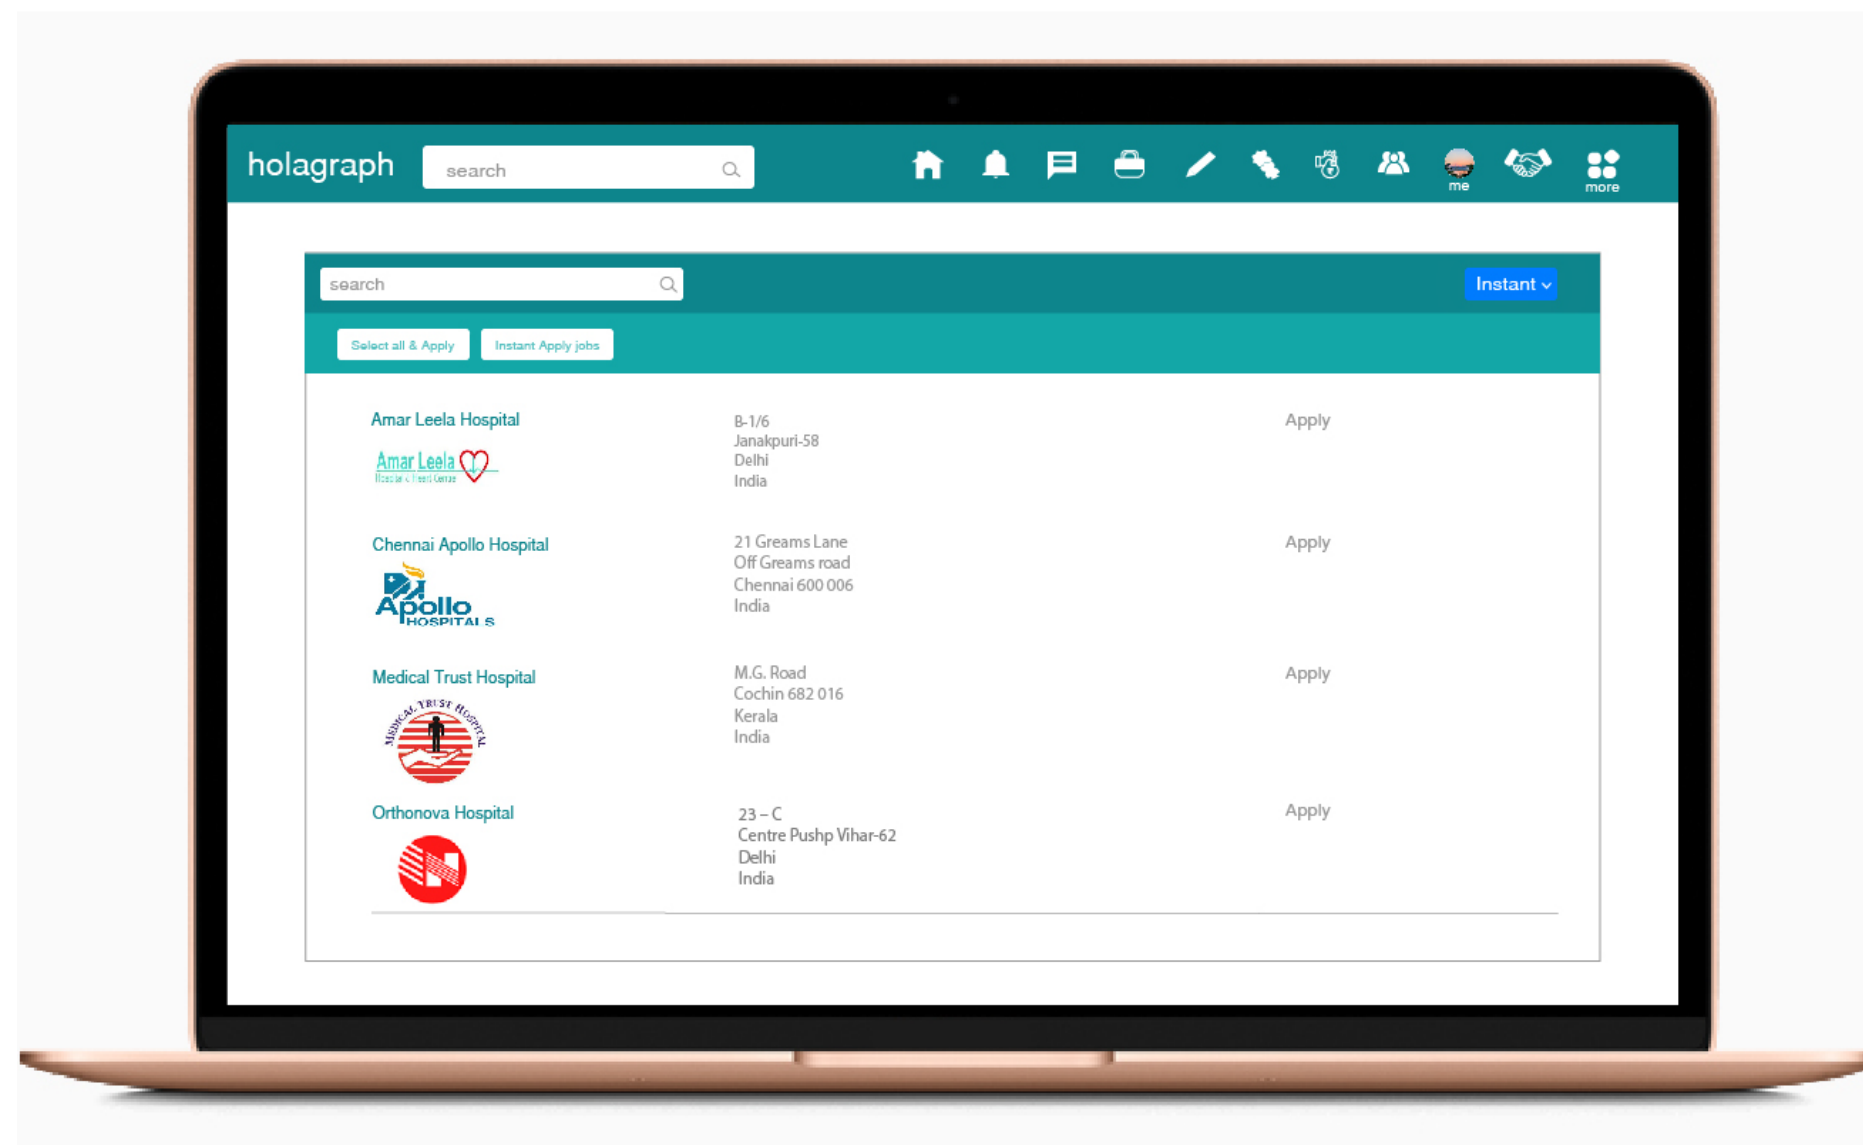 holagraph
search
me
more
search
Instant
Select all & Apply
Instant Apply jobs
Amar Leela Hospital
B-1/6
Janakpuri-58
Delhi
India
Apply
Amar Leela
Chennai Apollo Hospital
21 Greams Lane
Off Greams road
Chennai 600 006
India
Apply
Apollo
HOSPITALS
Medical Trust Hospital
M.G. Road
Cochin 682 016
Kerala
India
Apply
MEDICAL TRUST HOSPITAL
Orthonova Hospital
23 – C
Centre Pushp Vihar-62
Delhi
India
Apply